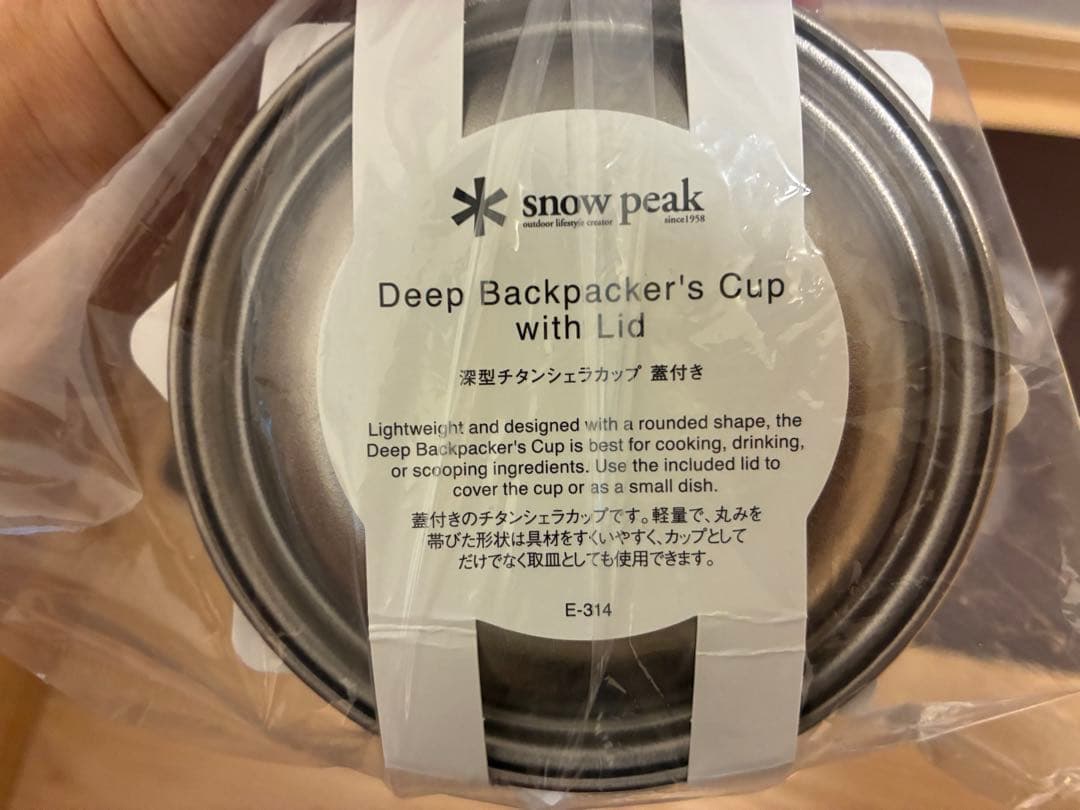 snow peak
outdoor lifestyle creator since1958
Deep Backpacker's Cup
with Lid
深型チタンシェラカップ 蓋付き
Lightweight and designed with a rounded shape, the
Deep Backpacker's Cup is best for cooking, drinking,
or scooping ingredients. Use the included lid to
cover the cup or as a small dish.
蓋付きのチタンシェラカップです。軽量で、丸みを
帯びた形状は具材をすくいやすく、カップとして
だけでなく取皿としても使用できます。
E-314